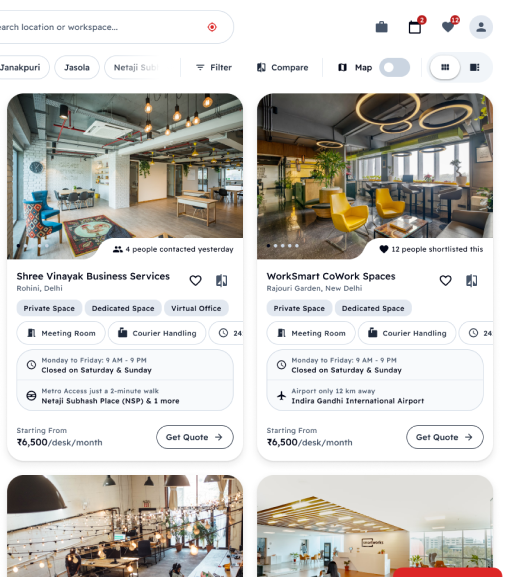 earch location or workspace...
2
12
Janakpuri
Jasola
Netaji Sub
Filter
Compare
Map
4 people contacted yesterday
12 people shortlisted this
Shree Vinayak Business Services
Rohini, Delhi
WorkSmart CoWork Spaces
Rajouri Garden, New Delhi
Private Space
Dedicated Space
Virtual Office
Private Space
Dedicated Space
Meeting Room
Courier Handling
24
Meeting Room
Courier Handling
24
Monday to Friday: 9 AM - 9 PM
Closed on Saturday & Sunday
Metro Access just a 2-minute walk
Netaji Subhash Place (NSP) & 1 more
Monday to Friday: 9 AM - 9 PM
Closed on Saturday & Sunday
Airport only 12 km away
Indira Gandhi International Airport
Starting From
₹6,500/desk/month
Get Quote →
Starting From
₹6,500/desk/month
Get Quote →
smartworks